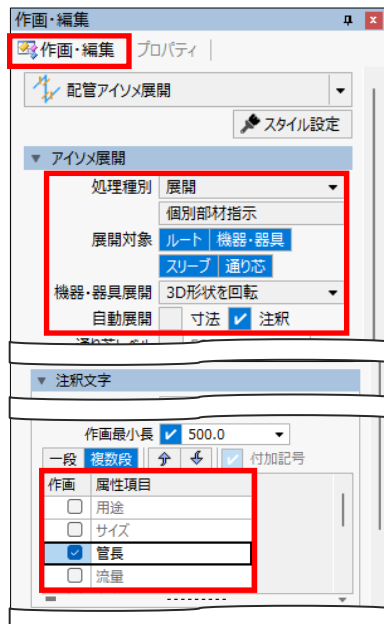 作画・編集
作画・編集 プロパティ
配管アイソメ展開
スタイル設定
アイソメ展開
処理種別 展開
個別部材指示
展開対象 ルート 機器・器具
スリーブ 通り芯
機器・器具展開 3D形状を回転
自動展開 寸法 注釈
注釈文字
作画最小長 500.0
一段 複数段 付加記号
作画 属性項目
用途
サイズ
管長
流量